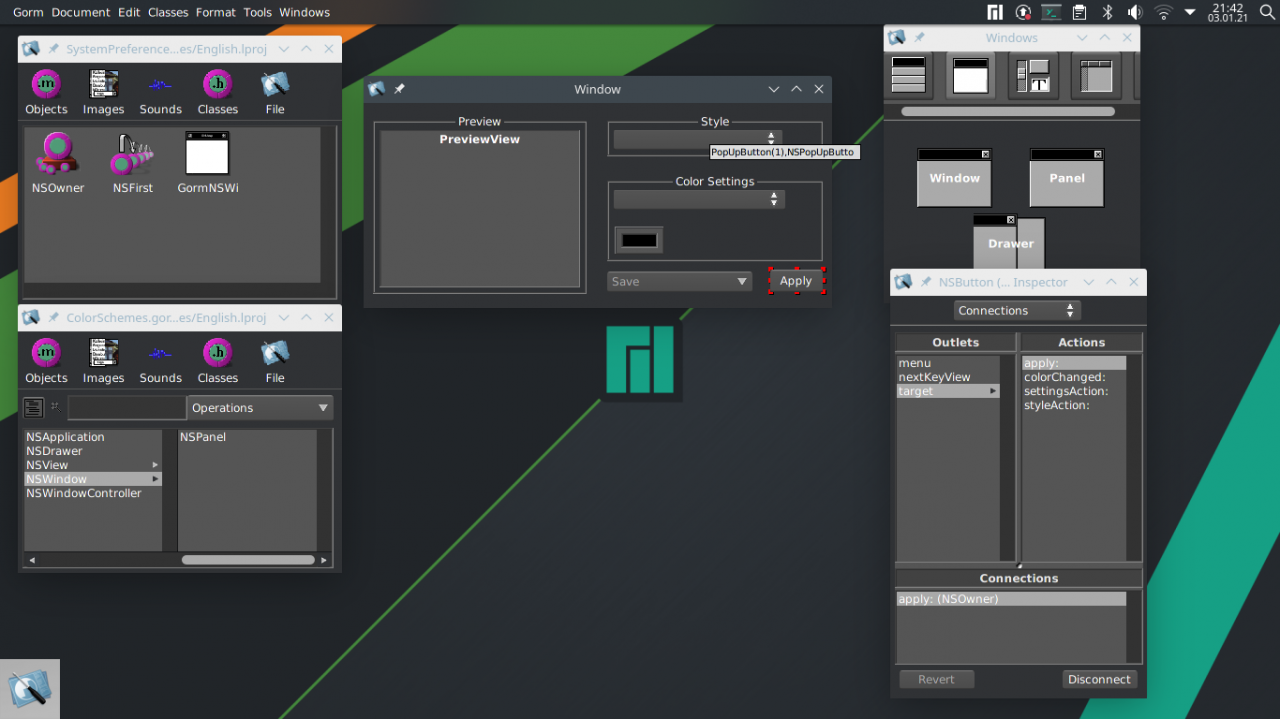 Gorm Document Edit Classes Format Tools Windows
21:42
03.01.21
SystemPreference...es/English.lproj
Objects Images Sounds Classes File
NSOwner NSFirst GormNSWi
ColorSchemes.gor...es/English.lproj
Objects Images Sounds Classes File
Operations
NSApplication
NSDrawer
NSView
NSWindow
NSWindowController
NSPanel
Window
Preview
PreviewView
Style
PopUpButton(1),NSPopUpButto
Color Settings
Save
Apply
Windows
Window
Panel
Drawer
NSButton (... Inspector
Connections
Outlets
menu
nextKeyView
target
Actions
apply:
colorChanged:
settingsAction:
styleAction:
Connections
apply: (NSOwner)
Revert
Disconnect